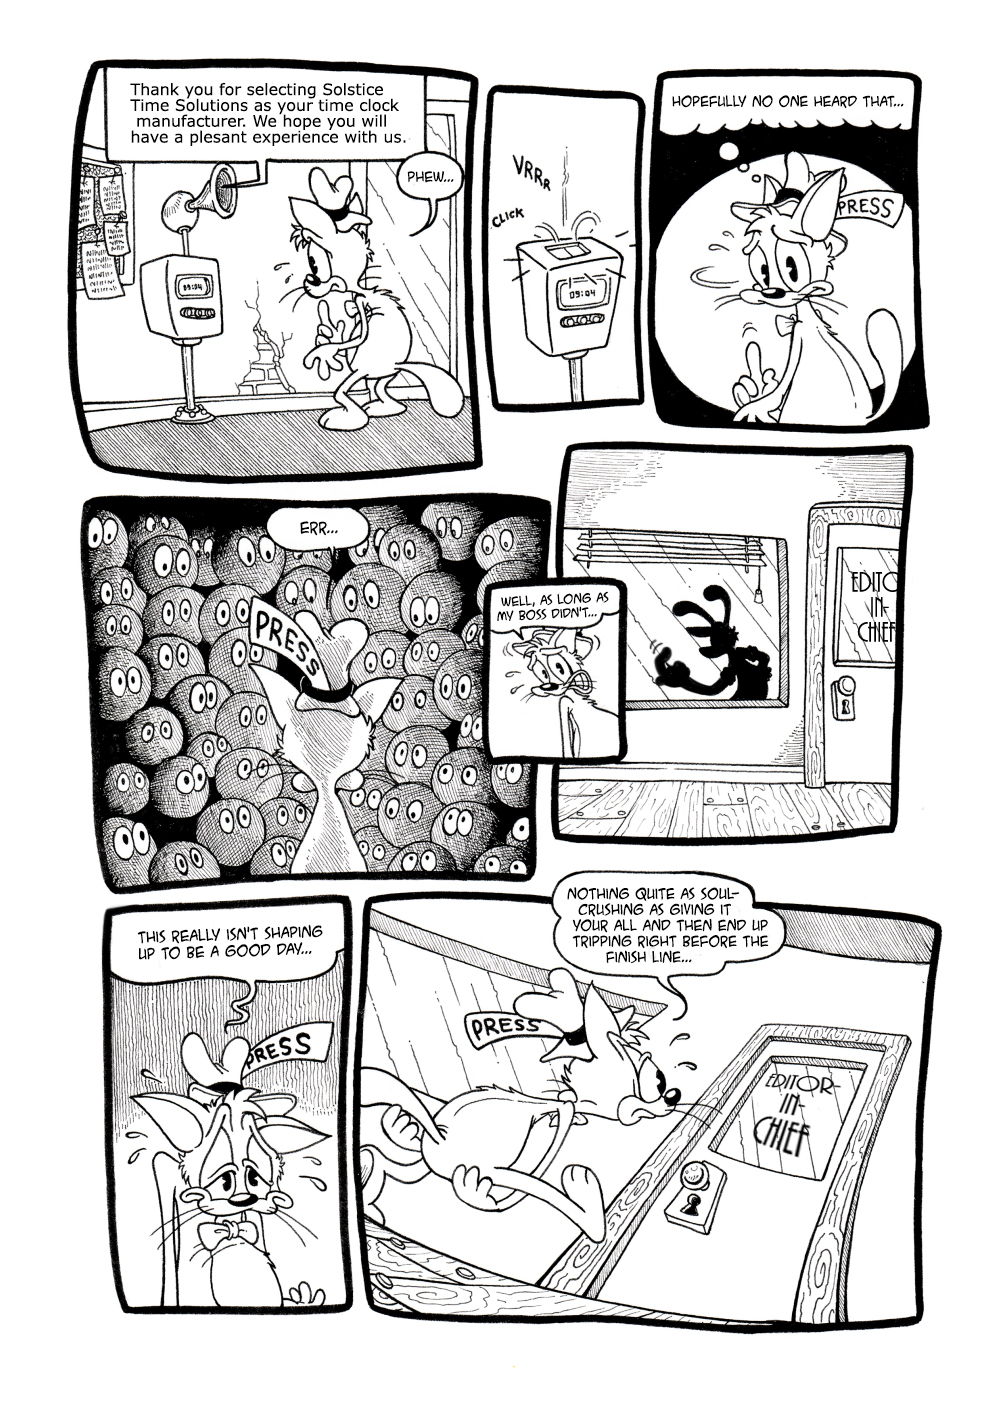 Thank you for selecting Solstice
Time Solutions as your time clock
manufacturer. We hope you will
have a plesant experience with us.
PHEW...
09:04
VRRR
CLICK
09:04
HOPEFULLY NO ONE HEARD THAT...
PRESS
ERR...
PRESS
WELL, AS LONG AS
MY BOSS DIDN'T...
EDITO
IN-
CHIEF
THIS REALLY ISN'T SHAPING
UP TO BE A GOOD DAY...
PRESS
NOTHING QUITE AS SOUL-
CRUSHING AS GIVING IT
YOUR ALL AND THEN END UP
TRIPPING RIGHT BEFORE THE
FINISH LINE...
PRESS
EDITOR-
IN-
CHIEF